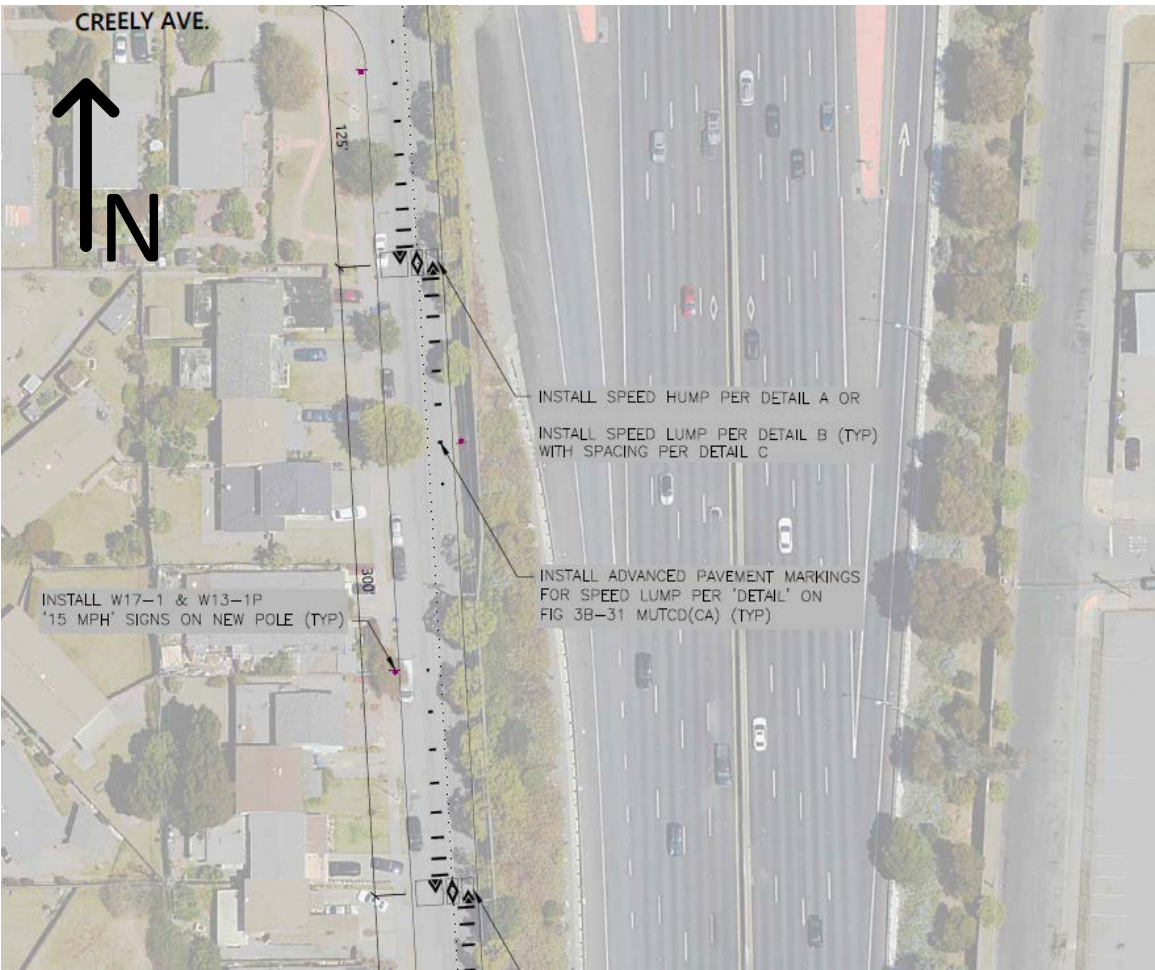 CREELY AVE.
N
125'
INSTALL SPEED HUMP PER DETAIL A OR
INSTALL SPEED LUMP PER DETAIL B (TYP)
WITH SPACING PER DETAIL C
300'
INSTALL W17-1 & W13-1P
'15 MPH' SIGNS ON NEW POLE (TYP)
INSTALL ADVANCED PAVEMENT MARKINGS
FOR SPEED LUMP PER 'DETAIL' ON
FIG 3B-31 MUTCD(CA) (TYP)